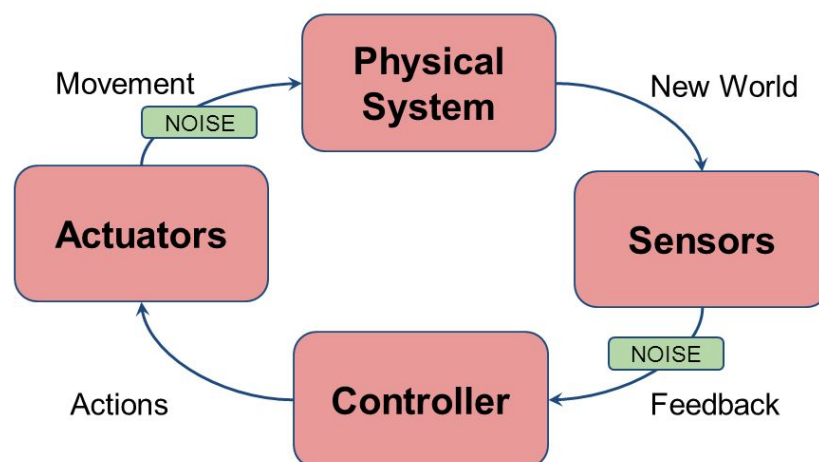 Physical
System
Movement
NOISE
New World
Actuators
Sensors
NOISE
Controller
Actions
Feedback